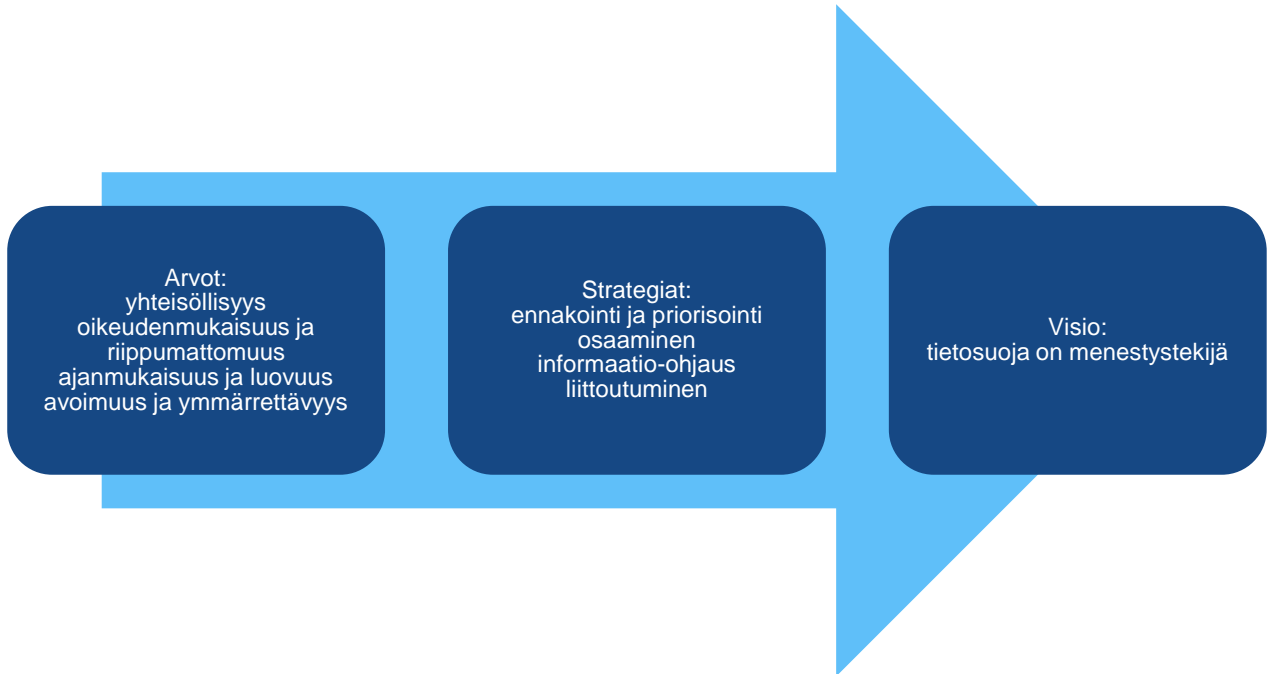 Arvot:
yhteisöllisyys
oikeudenmukaisuus ja
riippumattomuus
ajanmukaisuus ja luovuus
avoimuus ja ymmärrettävyys
Strategiat:
ennakointi ja priorisointi
osaaminen
informaatio-ohjaus
liittoutuminen
Visio:
tietosuoja on menestystekijä